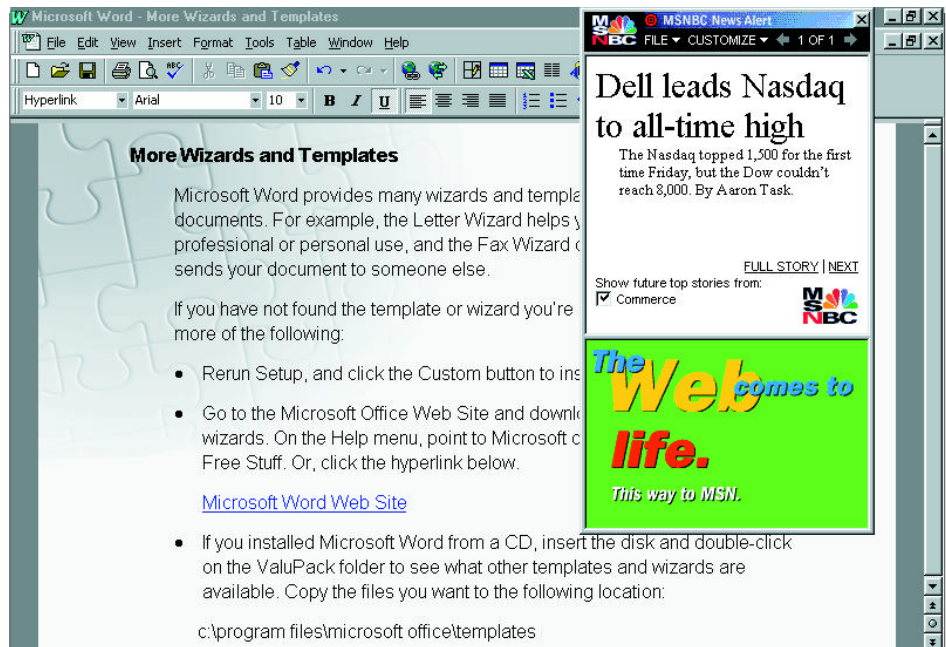 Microsoft Word - More Wizards and Templates
File Edit View Insert Format Tools Table Window Help
ABC
Hyperlink Arial 10 B I U
More Wizards and Templates
Microsoft Word provides many wizards and templa
documents. For example, the Letter Wizard helps y
professional or personal use, and the Fax Wizard c
sends your document to someone else.
If you have not found the template or wizard you're
more of the following:
• Rerun Setup, and click the Custom button to ins
• Go to the Microsoft Office Web Site and downlo
wizards. On the Help menu, point to Microsoft o
Free Stuff. Or, click the hyperlink below.
Microsoft Word Web Site
• If you installed Microsoft Word from a CD, insert the disk and double-click
on the ValuPack folder to see what other templates and wizards are
available. Copy the files you want to the following location:
c:\program files\microsoft office\templates
MSNBC MSNBC News Alert
FILE CUSTOMIZE 1 OF 1
Dell leads Nasdaq
to all-time high
The Nasdaq topped 1,500 for the first
time Friday, but the Dow couldn't
reach 8,000. By Aaron Task.
FULL STORY | NEXT
Show future top stories from:
Commerce
MSNBC
The
Web comes to
life.
This way to MSN.